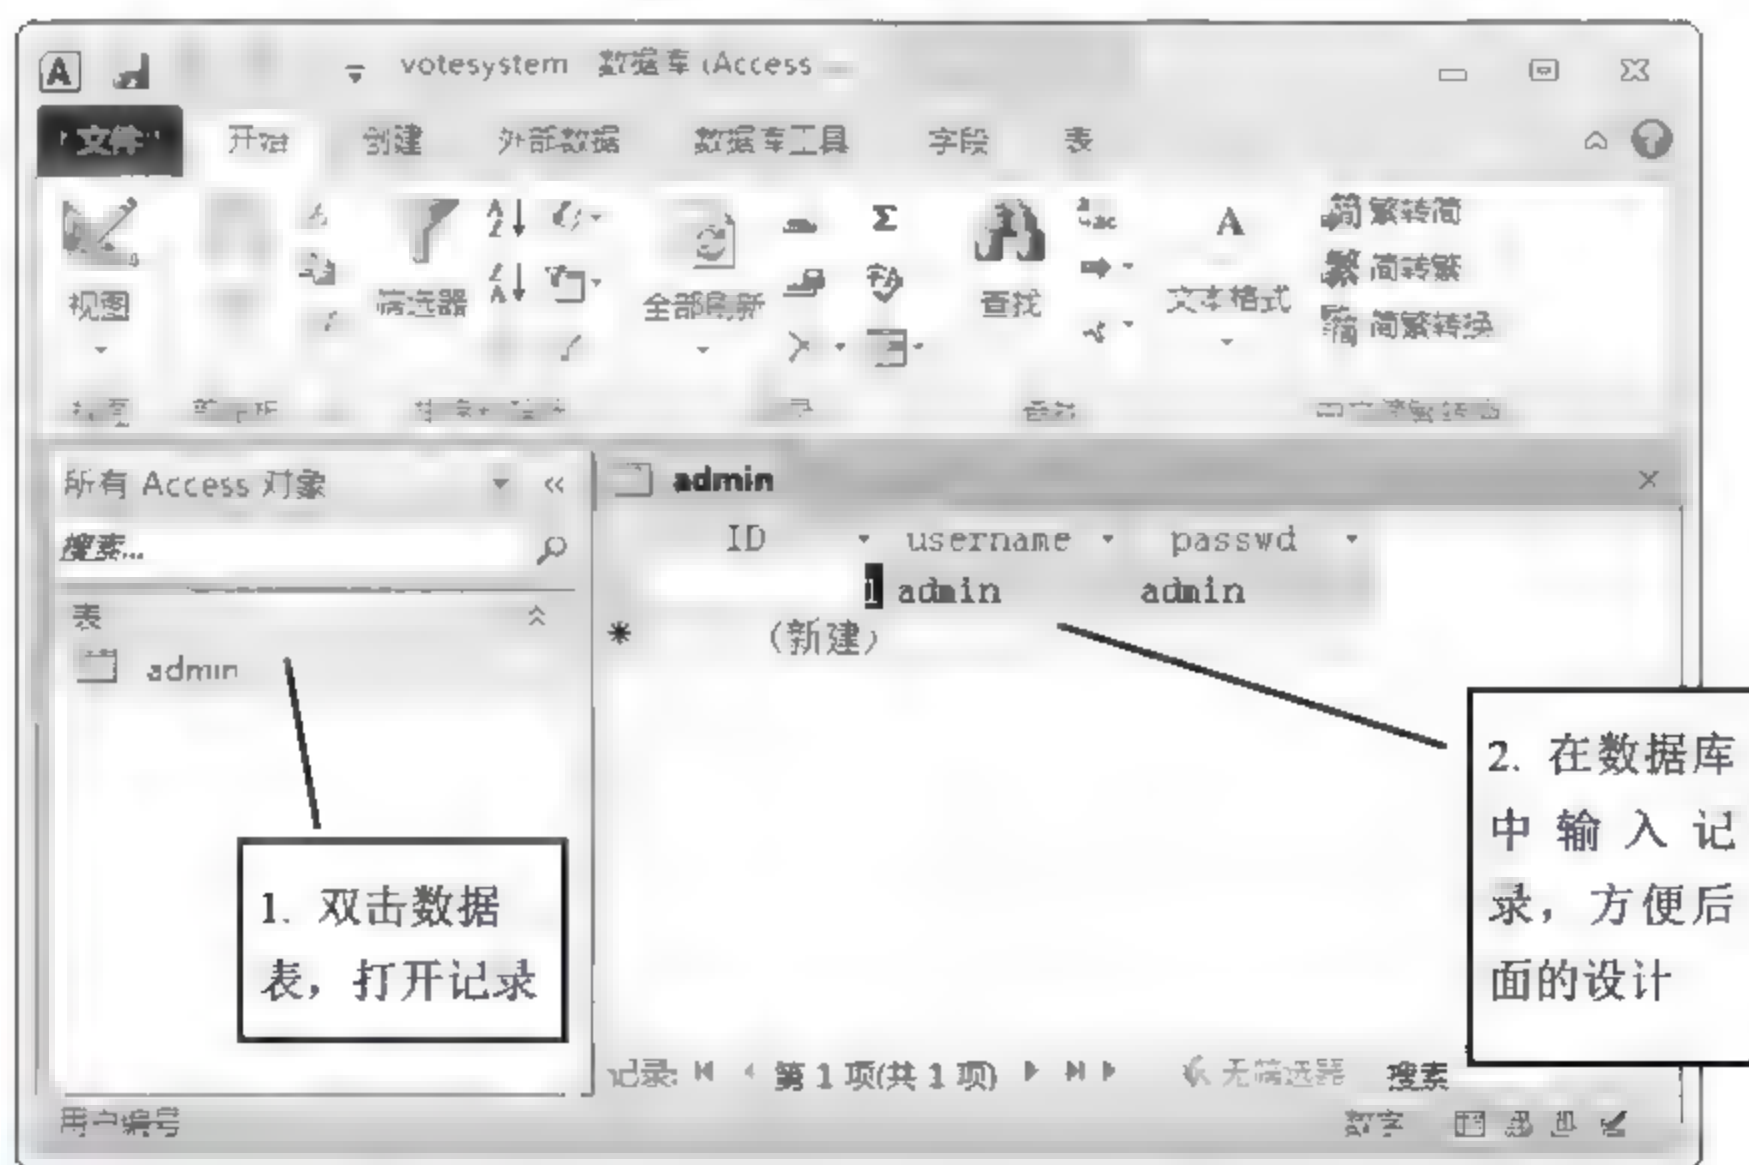 votesystem 数据库 (Access
文件 开始 创建 外部数据 数据库工具 字段 表
繁转简
简转繁
简繁转换
视图 筛选器 全部刷新 查找 文本格式
所有 Access 对象
搜索...
表
admin
admin
ID username passwd
1 admin admin
* (新建)
1. 双击数据
表，打开记录
2. 在数据库
中输入记
录，方便后
面的设计
记录: 第 1 项(共 1 项) 无筛选器 搜索
用户编号 数字